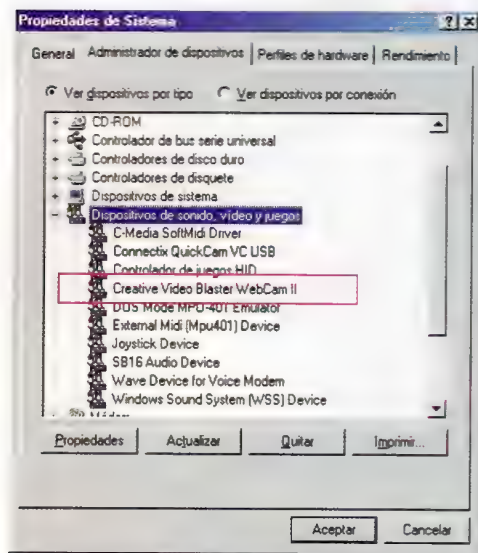 Propiedades de Sistema
General Administrador de dispositivos Perfiles de hardware Rendimiento
Ver dispositivos por tipo Ver dispositivos por conexión
CD-ROM
Controlador de bus serie universal
Controladores de disco duro
Controladores de disquete
Dispositivos de sistema
Dispositivos de sonido, vídeo y juegos
C-Media SoftMidi Driver
Connectix QuickCam VC USB
Controlador de juegos HID
Creative Video Blaster WebCam II
DOS Mode MPU-401 Emulator
External Midi (Mpu401) Device
Joystick Device
SB16 Audio Device
Wave Device for Voice Modem
Windows Sound System (WSS) Device
Propiedades Actualizar Quitar Imprimir...
Aceptar Cancelar